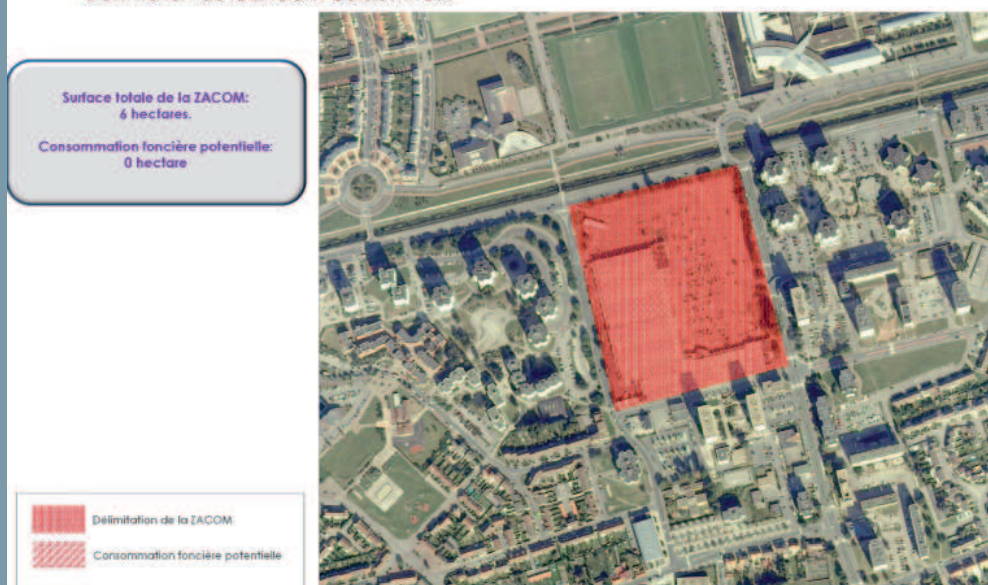 Surface totale de la ZACOM:
6 hectares.
Consommation foncière potentielle:
0 hectare
Délimitation de la ZACOM
Consommation foncière potentielle